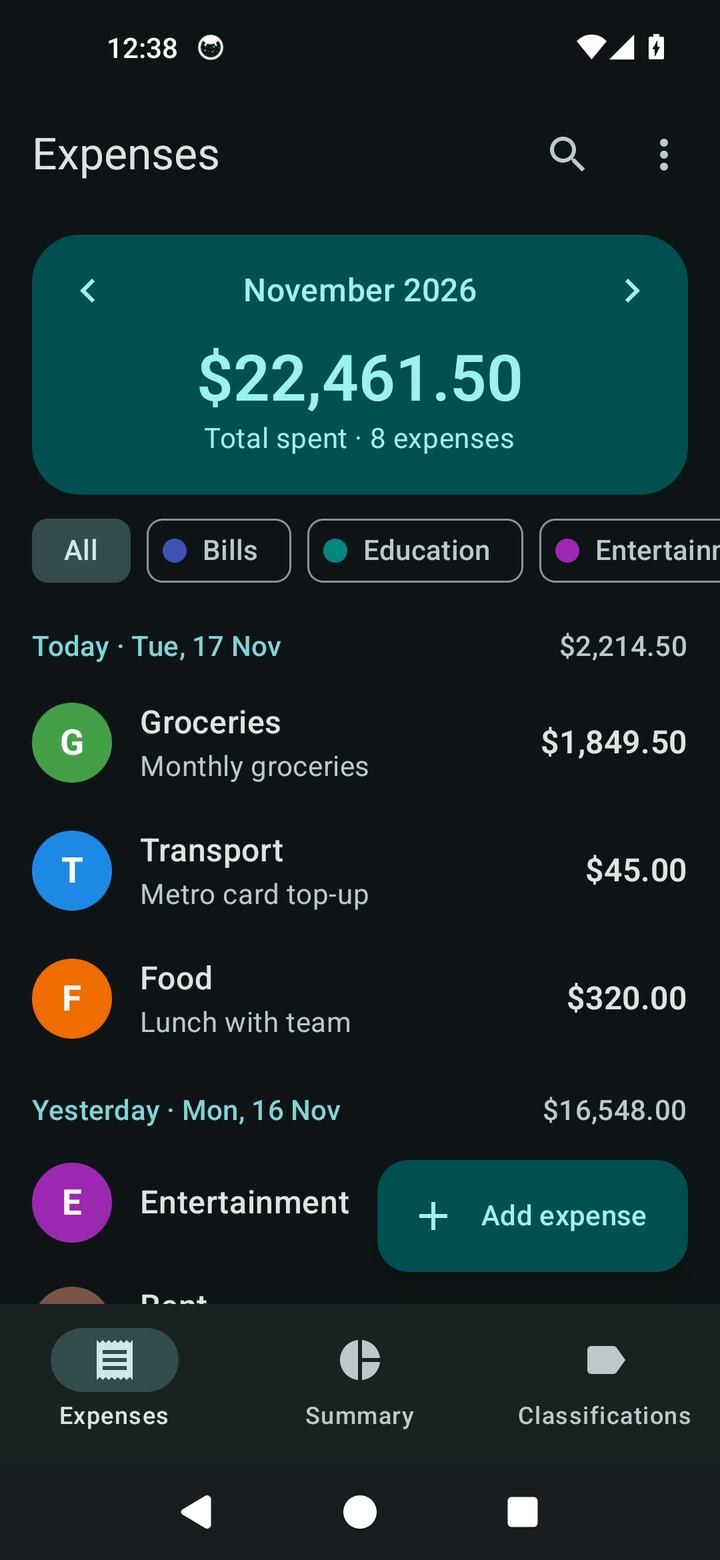 12:38
Expenses
November 2026
$22,461.50
Total spent · 8 expenses
All Bills Education
Today · Tue, 17 Nov $2,214.50
G Groceries $1,849.50
Monthly groceries
T Transport $45.00
Metro card top-up
F Food $320.00
Lunch with team
Yesterday · Mon, 16 Nov $16,548.00
E Entertainment
+ Add expense
Expenses Summary Classifications